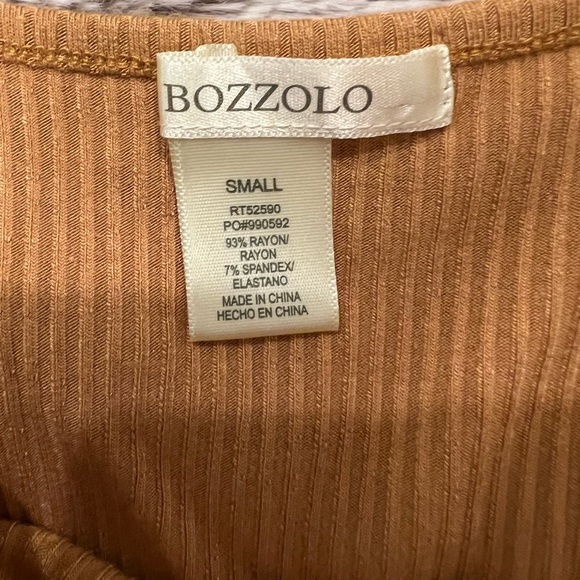 BOZZOLO
SMALL
RT52590
PO#990592
93% RAYON/
RAYON
7% SPANDEX/
ELASTANO
MADE IN CHINA
HECHO EN CHINA